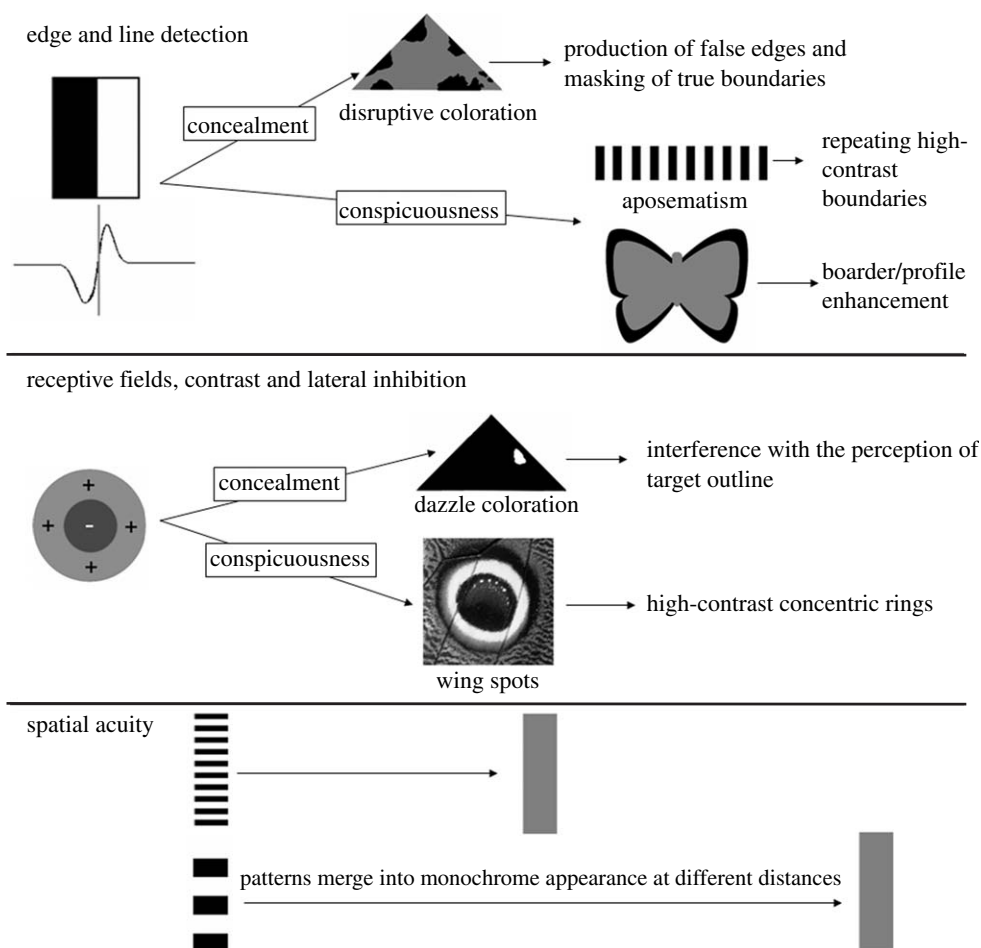 edge and line detection
concealment
disruptive coloration
production of false edges and
masking of true boundaries
conspicuousness
aposematism
repeating high-
contrast
boundaries
boarder/profile
enhancement
receptive fields, contrast and lateral inhibition
+
+ - +
+
concealment
dazzle coloration
interference with the perception of
target outline
conspicuousness
wing spots
high-contrast concentric rings
spatial acuity
patterns merge into monochrome appearance at different distances